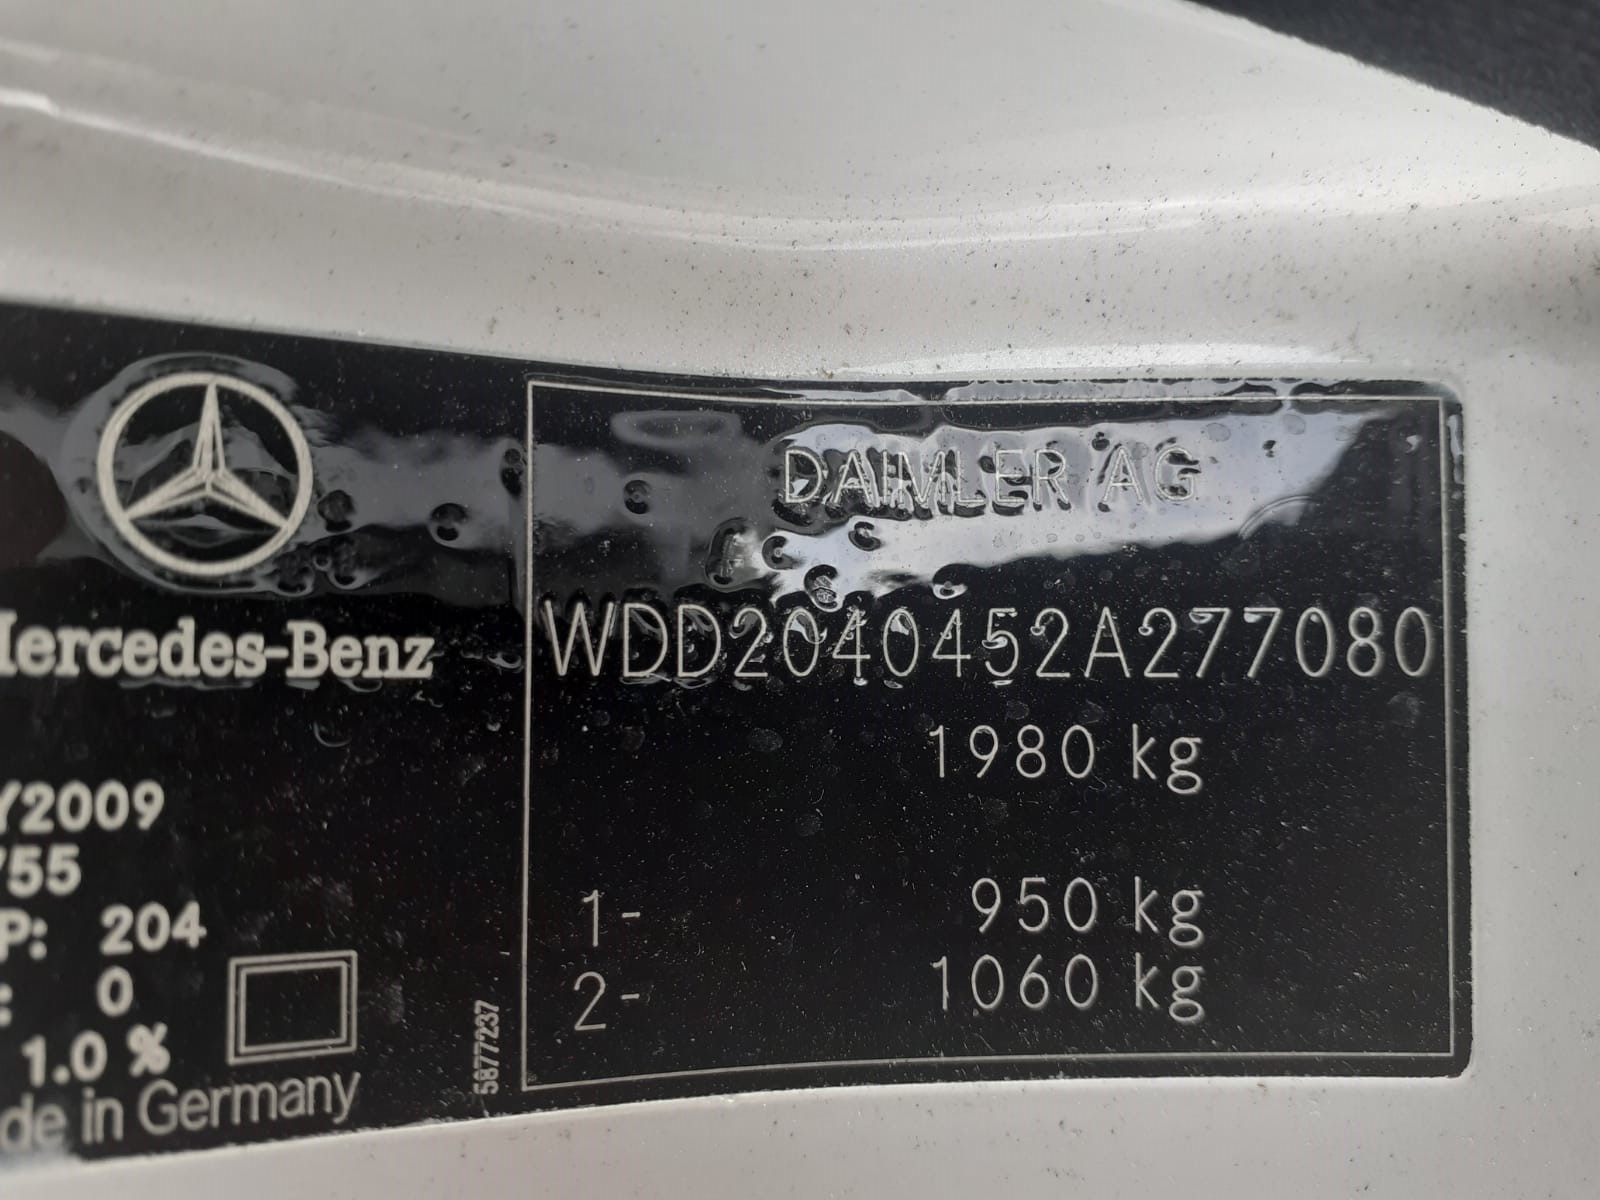 Mercedes-Benz
Y2009
755
P: 204
: 0
1.0 %
de in Germany
5877237
DAIMLER AG
WDD2040452A277080
1980 kg
1- 950 kg
2- 1060 kg